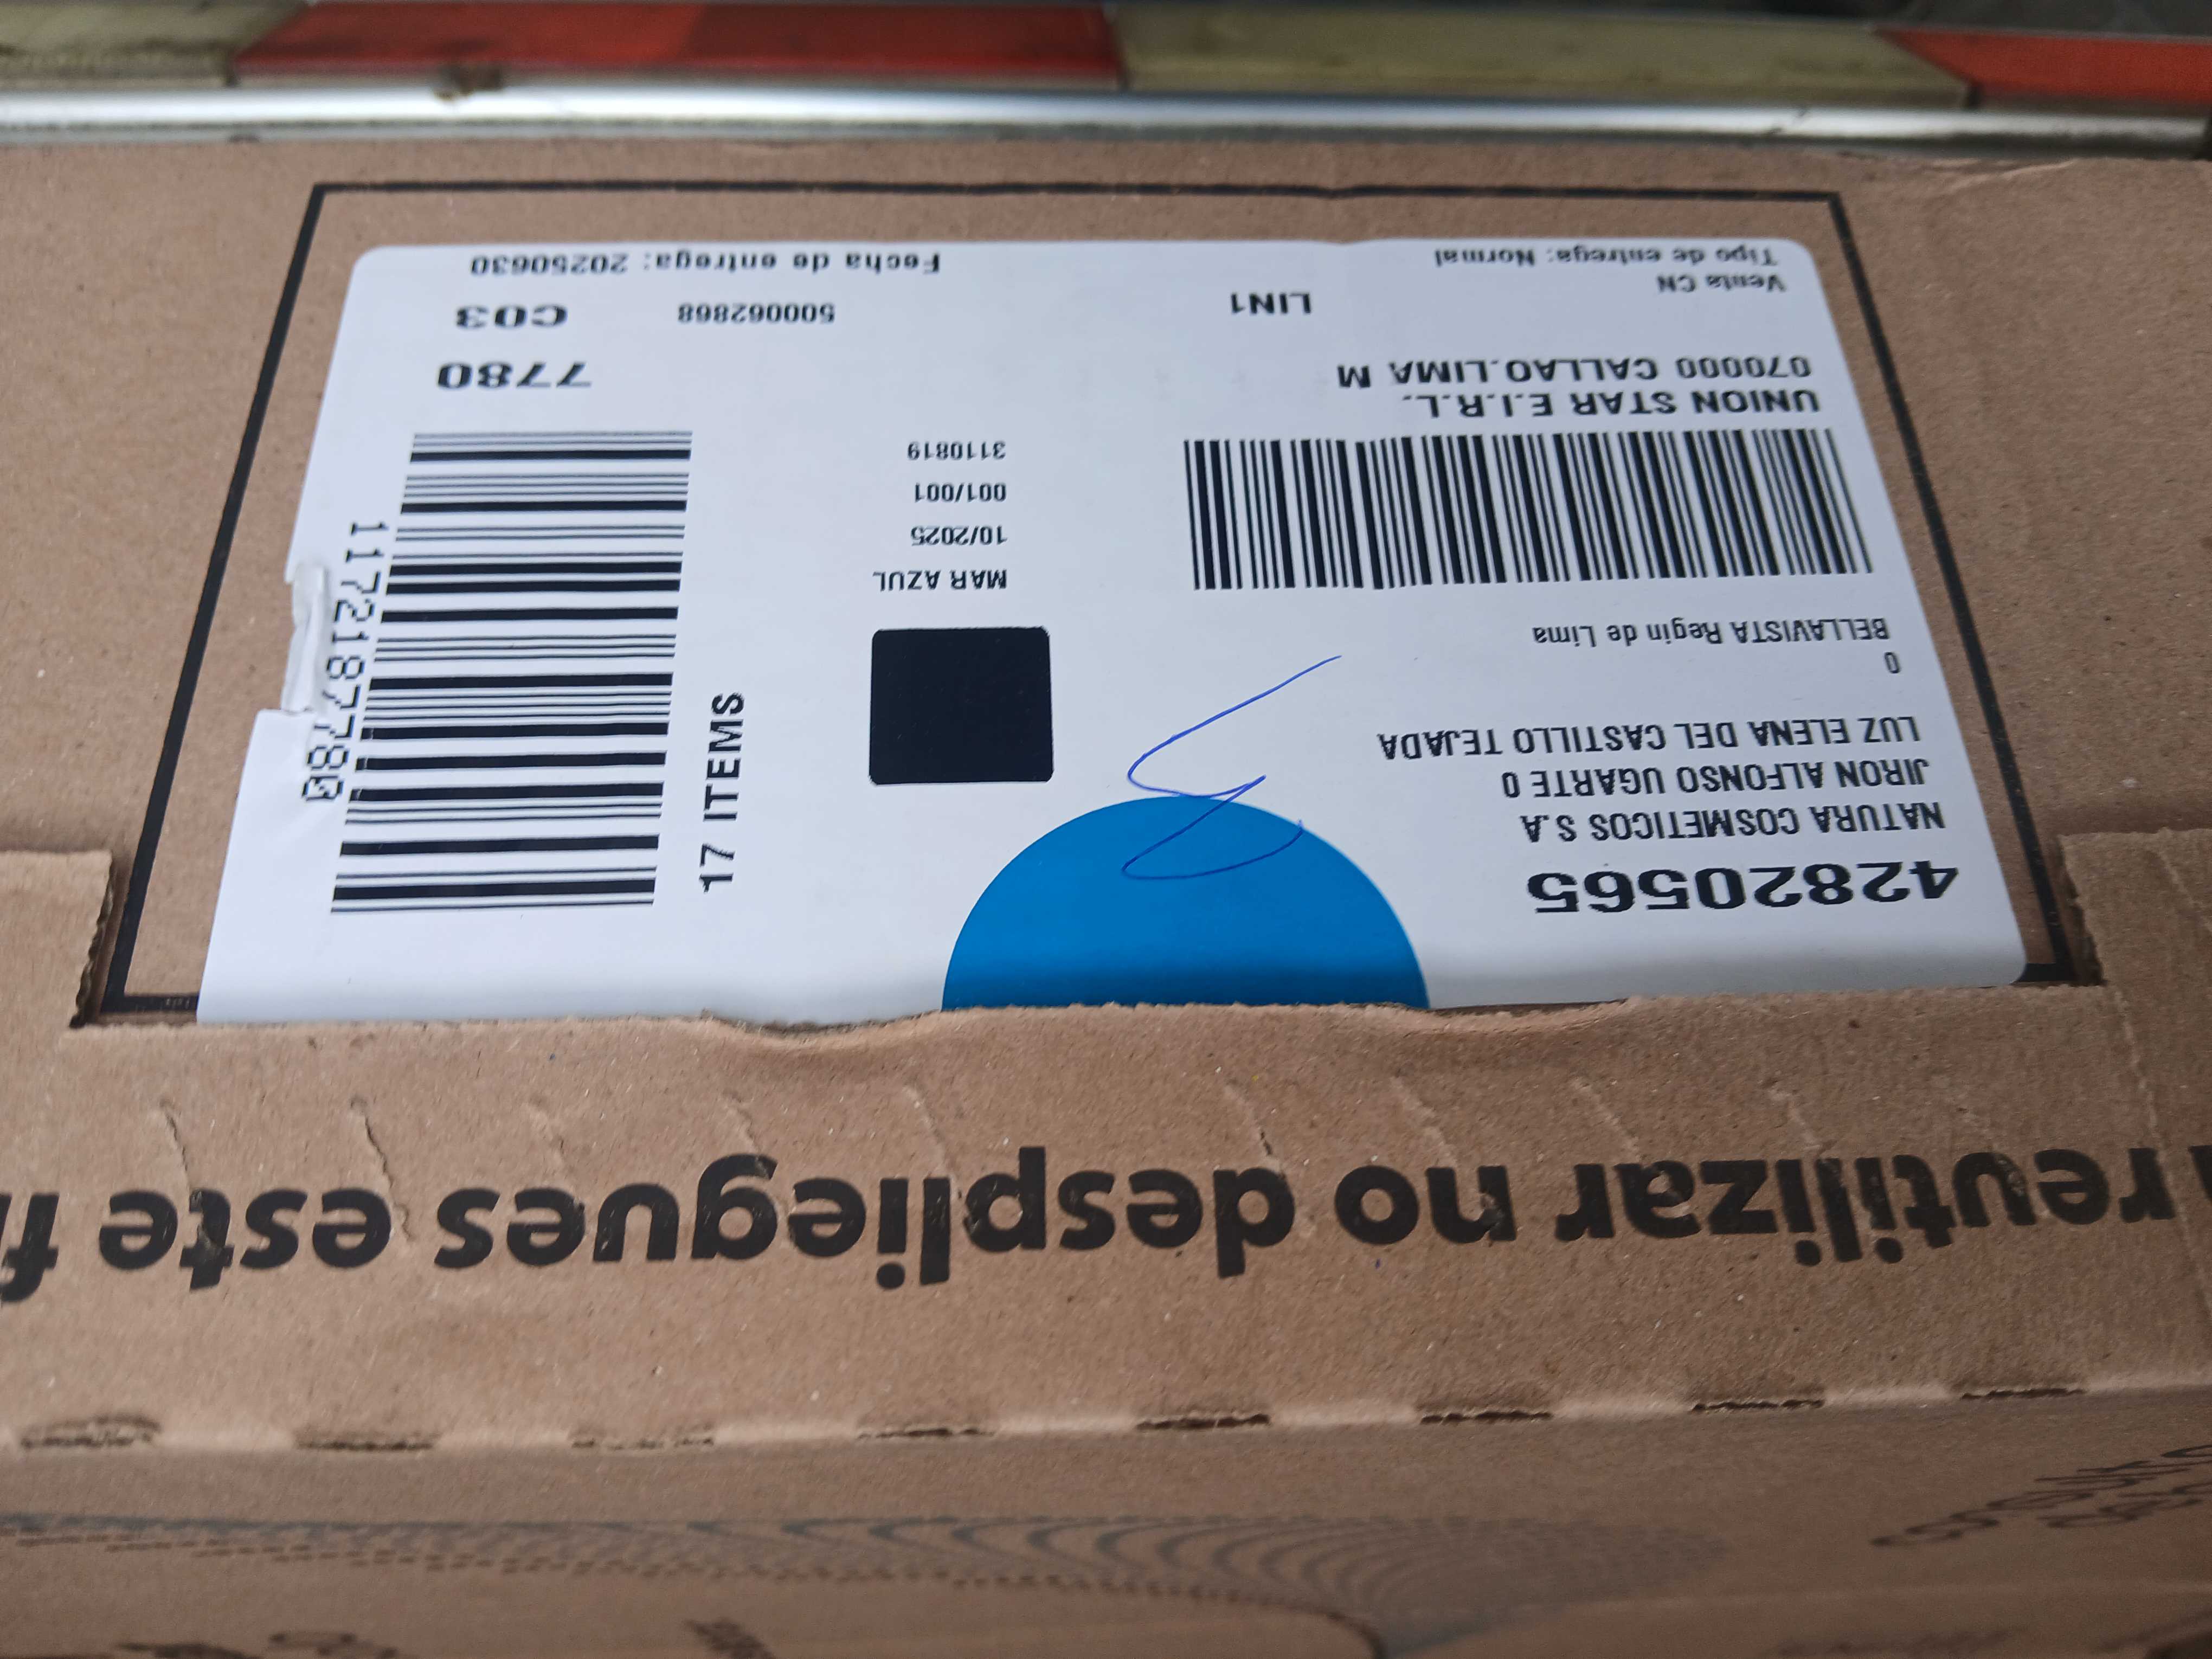 42820565
NATURA COSMETICOS S.A
JIRON ALFONSO UGARTE 0
LUZ ELENA DEL CASTILLO TEJADA
0
BELLAVISTA Regin de Lima
UNION STAR E.I.R.L.
070000 CALLAO.LIMA M
Venta CN
Tipo de entrega: Normal
LIN1
MAR AZUL
10/2025
001/001
3110819
17 ITEMS
1172187780
7780
500062868
C03
Fecha de entrega: 20250630
reutilizar no despliegues este